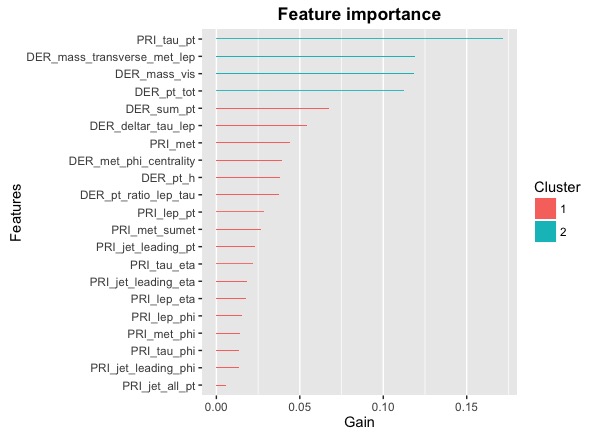 Feature importance
Features
PRI_tau_pt
DER_mass_transverse_met_lep
DER_mass_vis
DER_pt_tot
DER_sum_pt
DER_deltar_tau_lep
PRI_met
DER_met_phi_centrality
DER_pt_h
DER_pt_ratio_lep_tau
PRI_lep_pt
PRI_met_sumet
PRI_jet_leading_pt
PRI_tau_eta
PRI_jet_leading_eta
PRI_lep_eta
PRI_lep_phi
PRI_met_phi
PRI_tau_phi
PRI_jet_leading_phi
PRI_jet_all_pt
0.00 0.05 0.10 0.15
Gain
Cluster
1
2